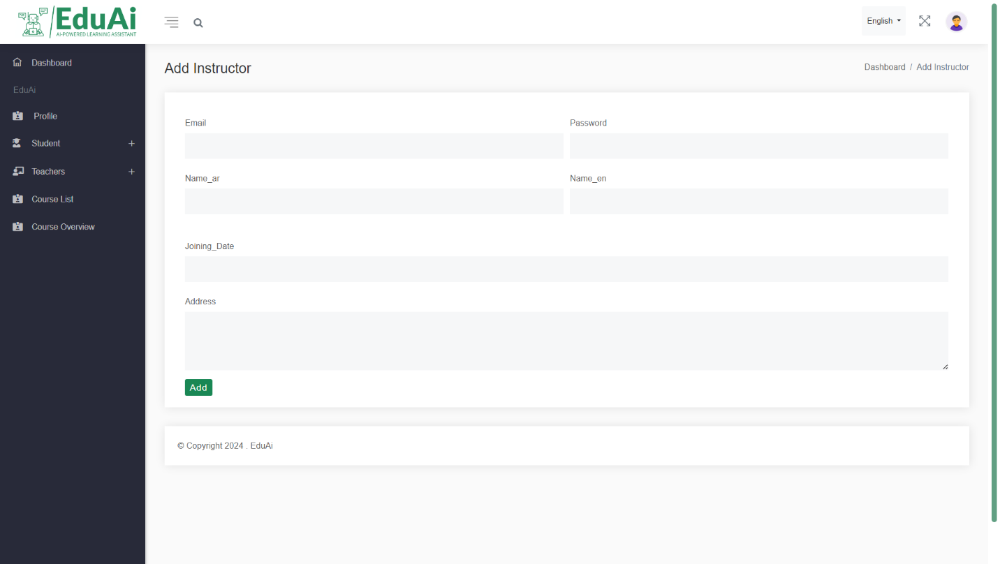 EduAi
AI-POWERED LEARNING ASSISTANT
English
Dashboard
EduAi
Profile
Student
Teachers
Course List
Course Overview
Add Instructor
Dashboard / Add Instructor
Email
Password
Name_ar
Name_en
Joining_Date
Address
Add
© Copyright 2024 . EduAi